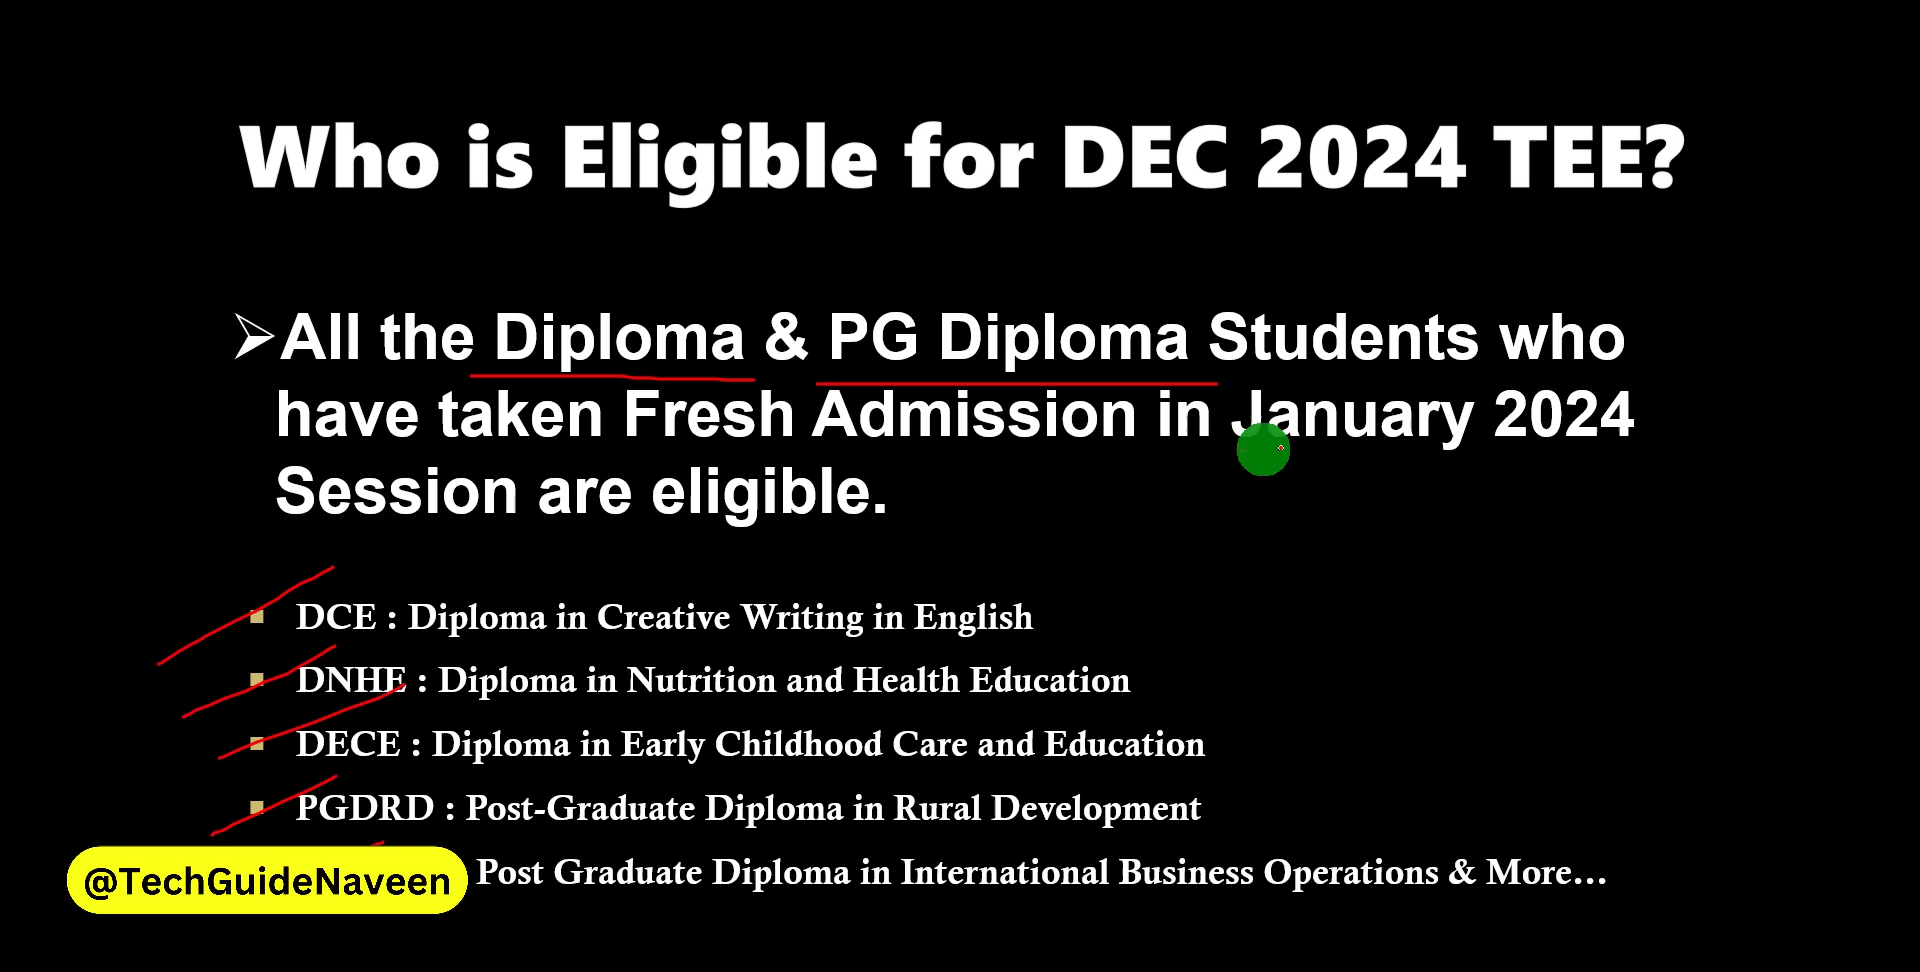 Who is Eligible for DEC 2024 TEE?
➢All the Diploma & PG Diploma Students who
have taken Fresh Admission in January 2024
Session are eligible.
▪ DCE : Diploma in Creative Writing in English
▪ DNHE : Diploma in Nutrition and Health Education
▪ DECE : Diploma in Early Childhood Care and Education
▪ PGDRD : Post-Graduate Diploma in Rural Development
Post Graduate Diploma in International Business Operations & More...
@TechGuideNaveen